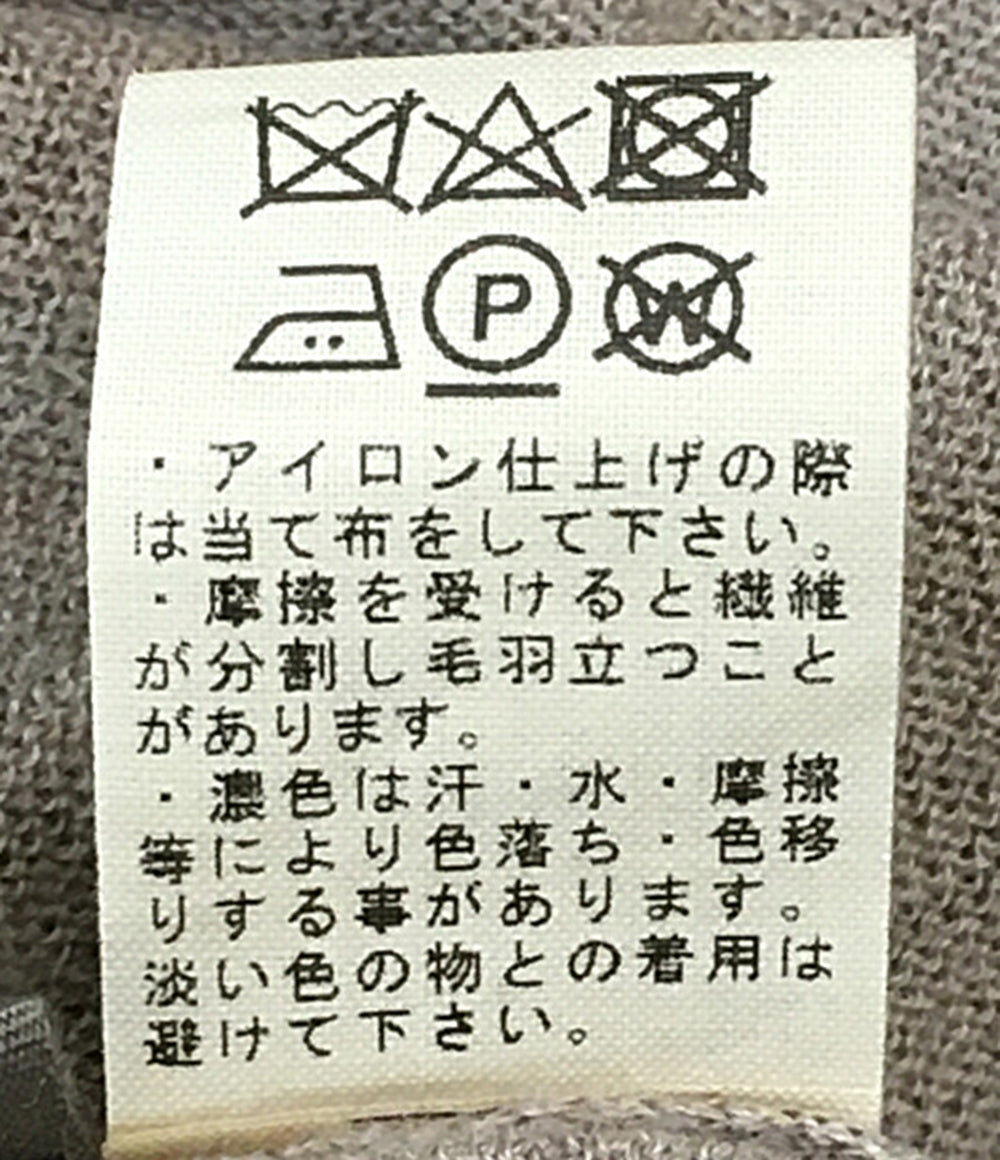 P W
・アイロン仕上げの際
は当て布をして下さい。
・摩擦を受けると繊維
が分割し毛羽立つこと
があります。
・濃色は汗・水・摩擦
等により色落ち・色移
りする事があります。
淡い色の物との着用は
避けて下さい。